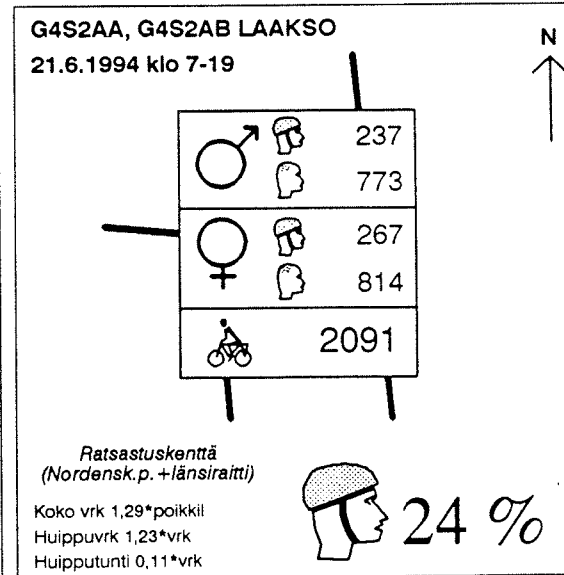 G4S2AA, G4S2AB LAAKSO
21.6.1994 klo 7-19
N
237
773
267
814
2091
Ratsastuskenttä
(Nordensk.p.+länsiraitti)
Koko vrk 1,29*poikkil
Huippuvrk 1,23*vrk
Huipputunti 0,11*vrk
24 %